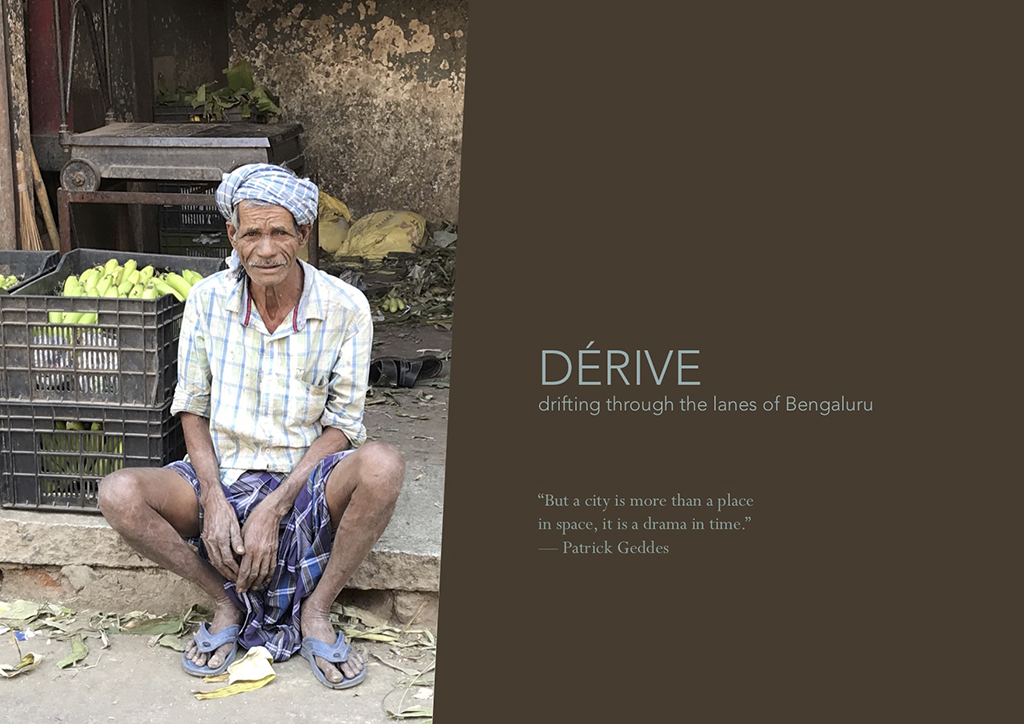 DÉRIVE
drifting through the lanes of Bengaluru
“But a city is more than a place
in space, it is a drama in time.”
— Patrick Geddes